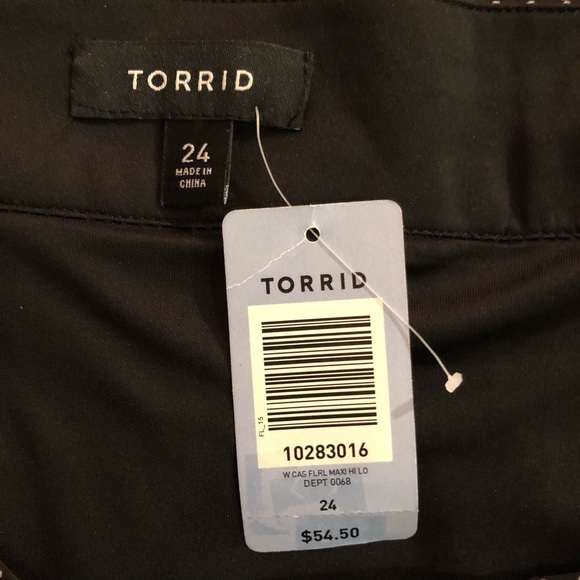 TORRID
24
MADE IN
CHINA
TORRID
FL_15
10283016
W CAS FLRL MAXI HI LO
DEPT 0068
24
$54.50